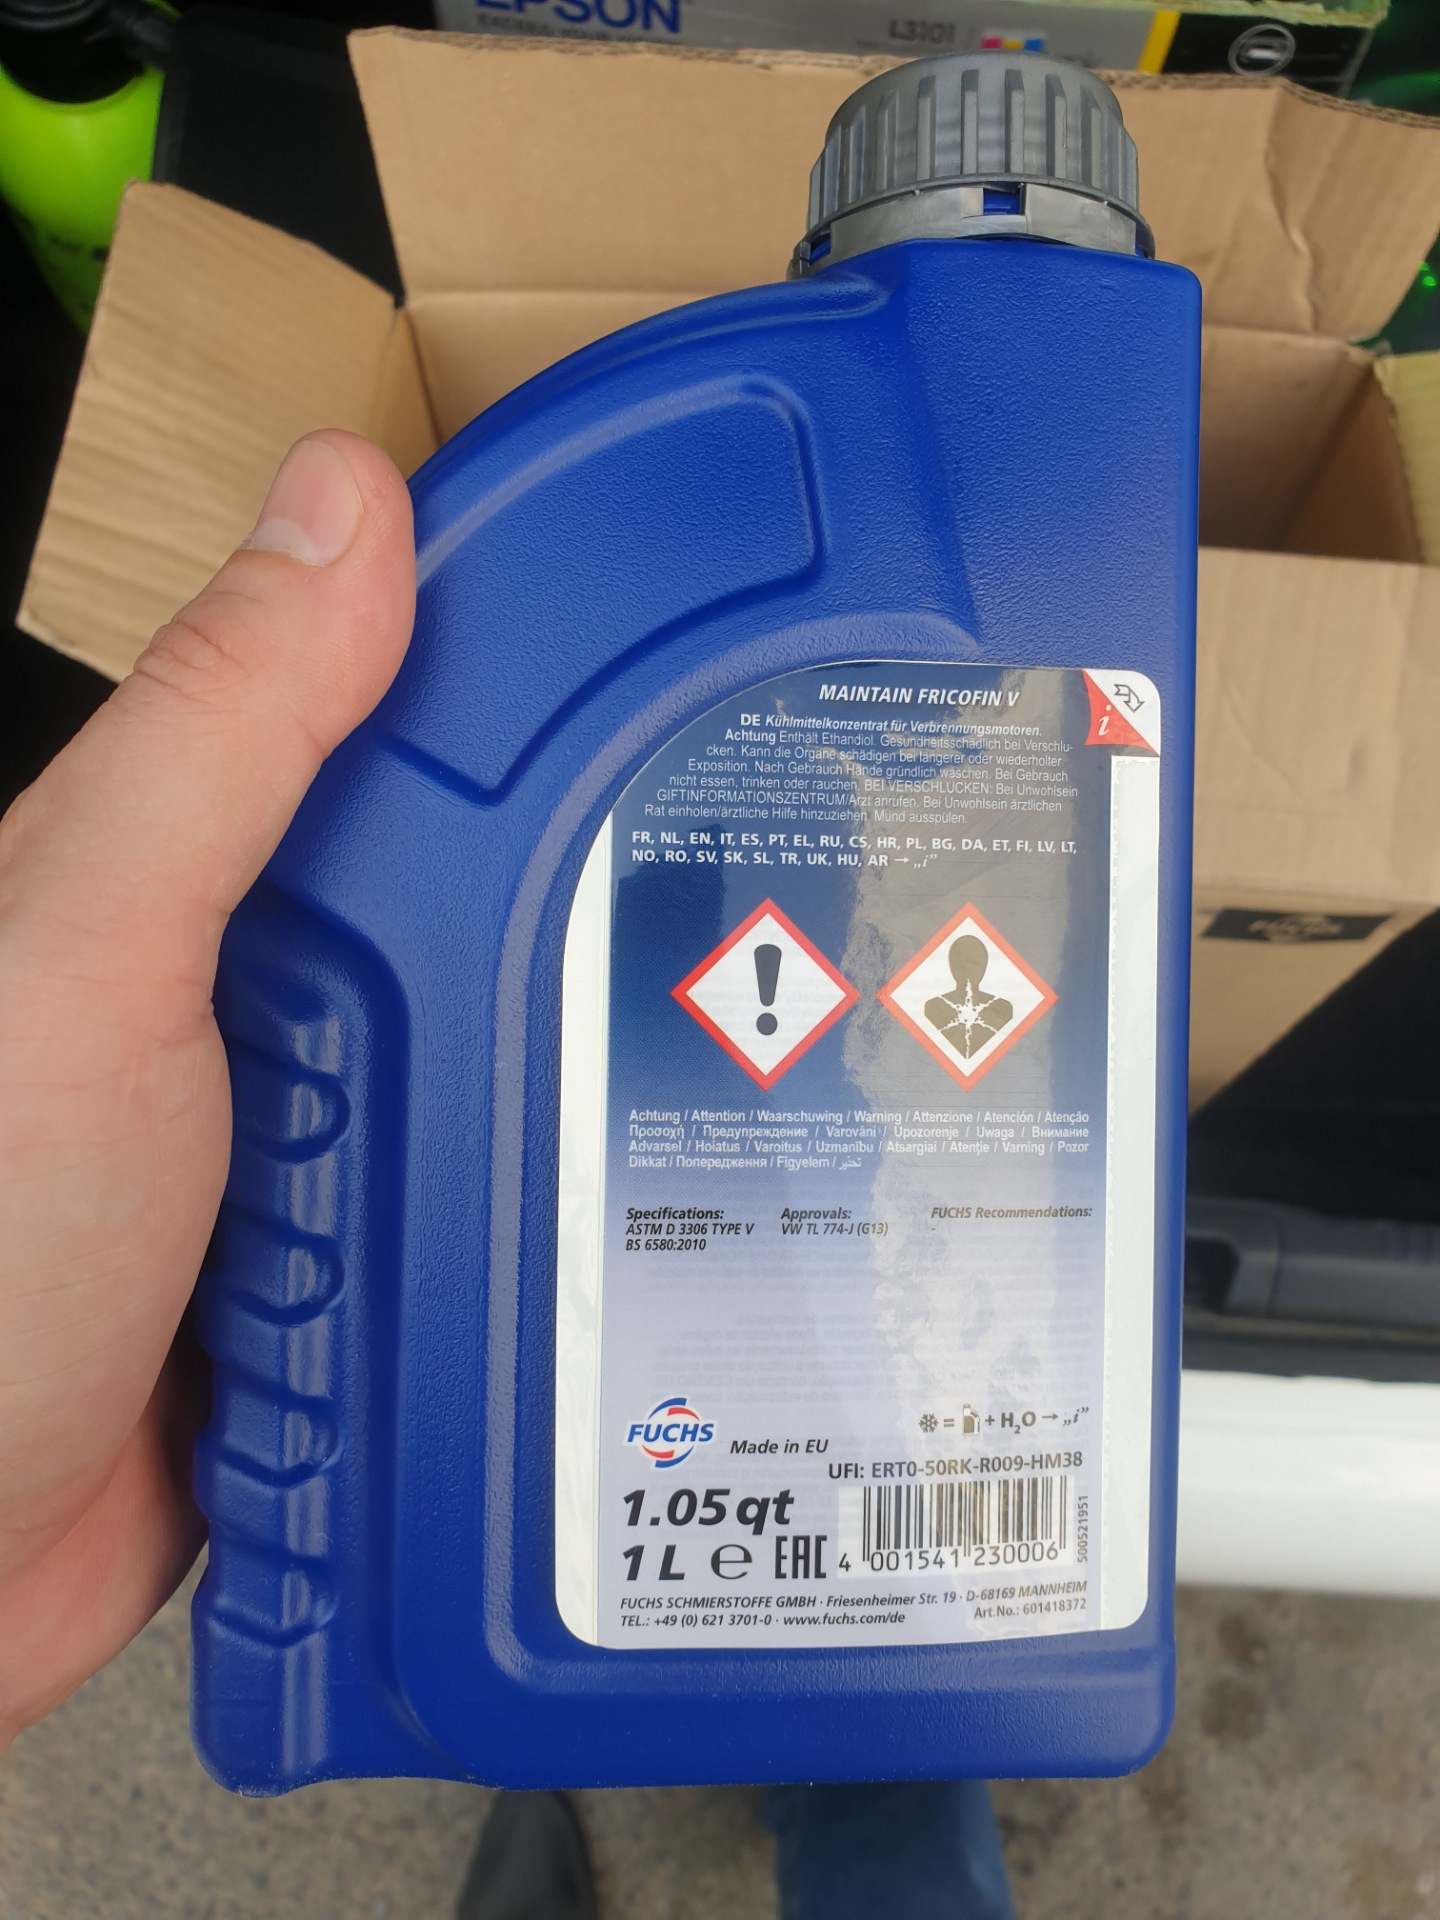 EPSON
L3101
MAINTAIN FRICOFIN V
DE Kühlmittelkonzentrat für Verbrennungsmotoren.
Achtung Enthält Ethandiol. Gesundheitsschädlich bei Verschlu-
cken. Kann die Organe schädigen bei längerer oder wiederholter
Exposition. Nach Gebrauch Hände gründlich waschen. Bei Gebrauch
nicht essen, trinken oder rauchen. BEI VERSCHLUCKEN: Bei Unwohlsein
GIFTINFORMATIONSZENTRUM/Arzt anrufen. Bei Unwohlsein ärztlichen
Rat einholen/ärztliche Hilfe hinzuziehen. Mund ausspülen.
FR, NL, EN, IT, ES, PT, EL, RU, CS, HR, PL, BG, DA, ET, FI, LV, LT,
NO, RO, SV, SK, SL, TR, UK, HU, AR → „i”
i
Achtung / Attention / Waarschuwing / Warning / Attenzione / Atención / Atenção
Προσοχή / Предупреждение / Varování / Upozorenje / Uwaga / Внимание
Advarsel / Hoiatus / Varoitus / Uzmanību / Atsargiai / Atenţie / Varning / Pozor
Dikkat / Попередження / Figyelem / تحذير
Specifications:
ASTM D 3306 TYPE V
BS 6580:2010
Approvals:
VW TL 774-J (G13)
FUCHS Recommendations:
-
= + H₂O → „i”
FUCHS
Made in EU
UFI: ERT0-50RK-R009-HM38
1.05 qt
1 L e EAC
4 001541 230006
500521951
FUCHS SCHMIERSTOFFE GMBH · Friesenheimer Str. 19 · D-68169 MANNHEIM
TEL.: +49 (0) 621 3701-0 · www.fuchs.com/de
Art.No.: 601418372
FUCHS